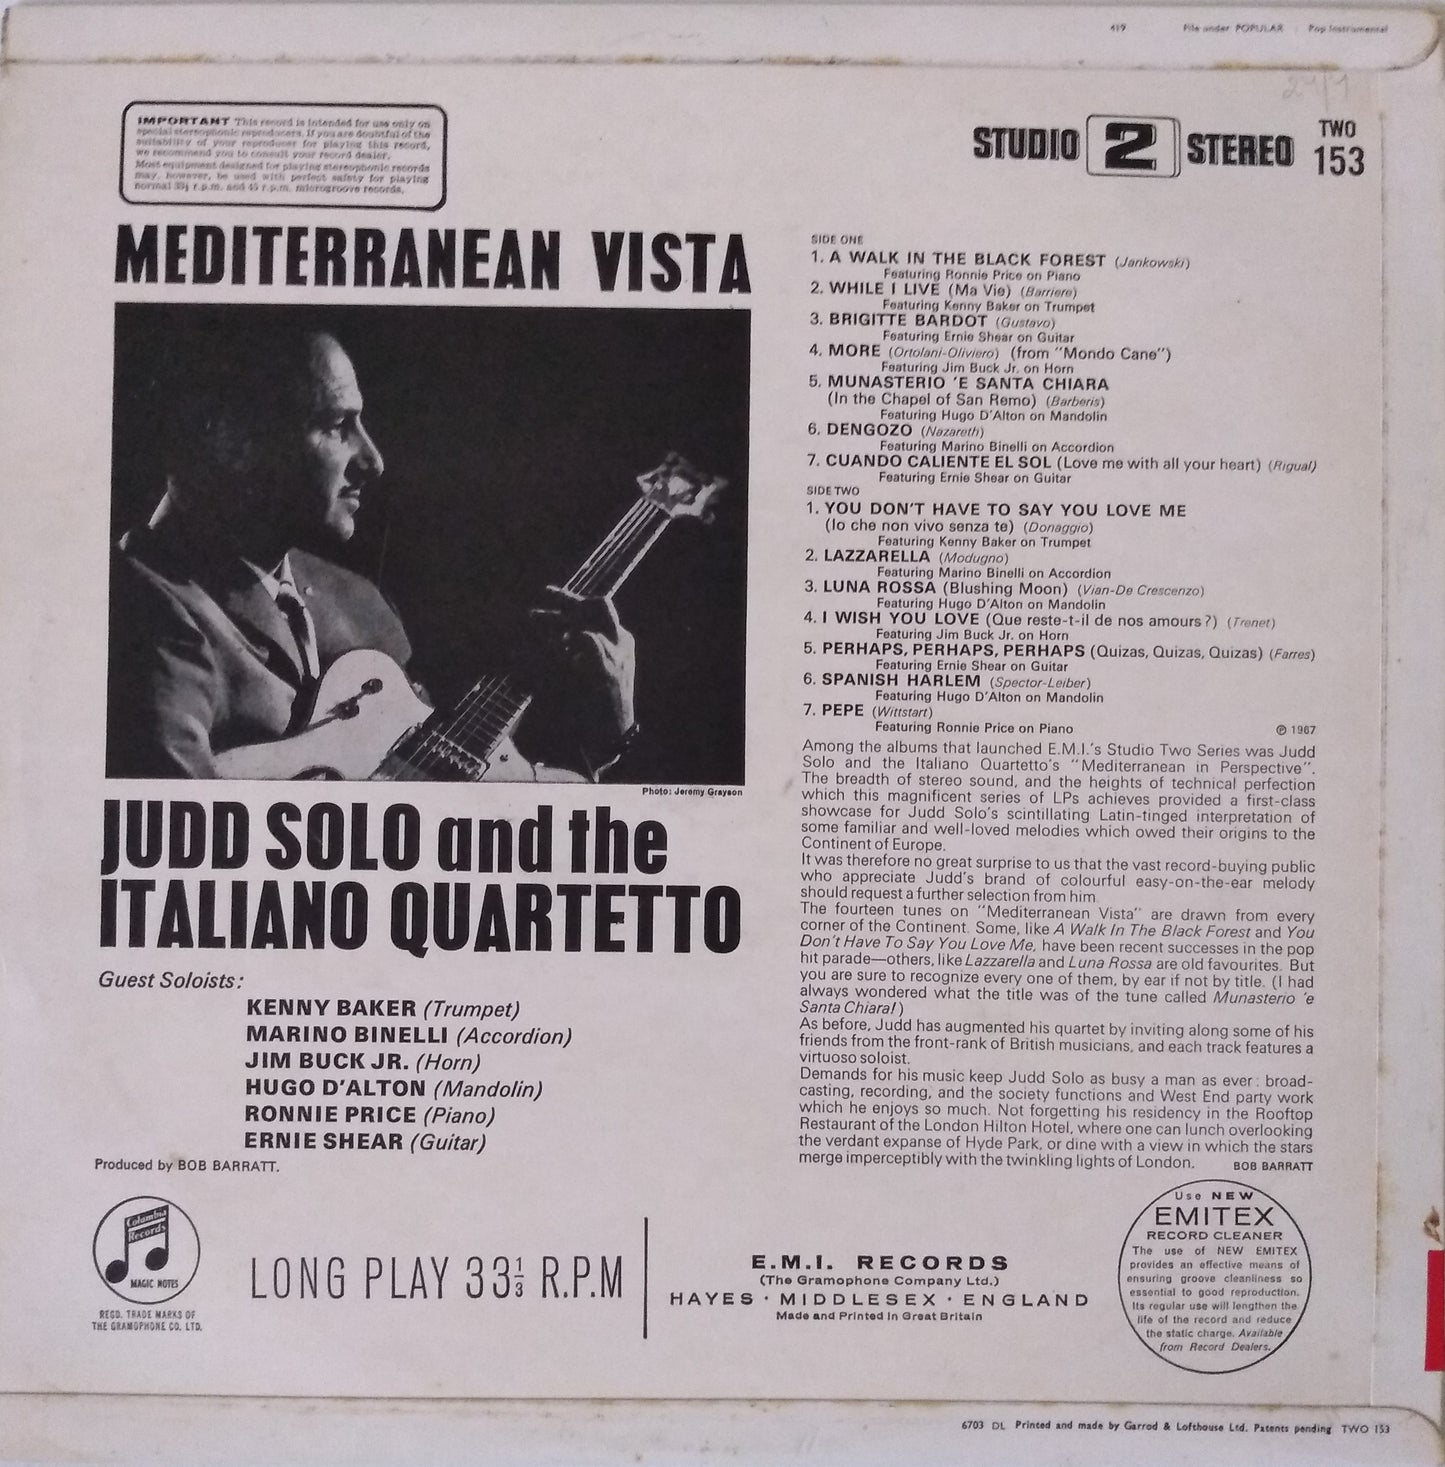 419 File under POPULAR : Pop Instrumental
27/1
IMPORTANT This record is intended for use only on
special stereophonic reproducers. If you are doubtful of the
suitability of your reproducer for playing this record,
we recommend you to consult your record dealer.
Most equipment designed for playing stereophonic records
may, however, be used with perfect safety for playing
normal 33⅓ r.p.m. and 45 r.p.m. microgroove records.
STUDIO 2 STEREO
TWO
153
MEDITERRANEAN VISTA
Photo: Jeremy Grayson
JUDD SOLO and the
ITALIANO QUARTETTO
Guest Soloists:
KENNY BAKER (Trumpet)
MARINO BINELLI (Accordion)
JIM BUCK JR. (Horn)
HUGO D'ALTON (Mandolin)
RONNIE PRICE (Piano)
ERNIE SHEAR (Guitar)
Produced by BOB BARRATT.
SIDE ONE
1. A WALK IN THE BLACK FOREST (Jankowski)
Featuring Ronnie Price on Piano
2. WHILE I LIVE (Ma Vie) (Barriere)
Featuring Kenny Baker on Trumpet
3. BRIGITTE BARDOT (Gustavo)
Featuring Ernie Shear on Guitar
4. MORE (Ortolani-Oliviero) (from "Mondo Cane")
Featuring Jim Buck Jr. on Horn
5. MUNASTERIO 'E SANTA CHIARA
(In the Chapel of San Remo) (Barberis)
Featuring Hugo D'Alton on Mandolin
6. DENGOZO (Nazareth)
Featuring Marino Binelli on Accordion
7. CUANDO CALIENTE EL SOL (Love me with all your heart) (Rigual)
Featuring Ernie Shear on Guitar
SIDE TWO
1. YOU DON'T HAVE TO SAY YOU LOVE ME
(Io che non vivo senza te) (Donaggio)
Featuring Kenny Baker on Trumpet
2. LAZZARELLA (Modugno)
Featuring Marino Binelli on Accordion
3. LUNA ROSSA (Blushing Moon) (Vian-De Crescenzo)
Featuring Hugo D'Alton on Mandolin
4. I WISH YOU LOVE (Que reste-t-il de nos amours?) (Trenet)
Featuring Jim Buck Jr. on Horn
5. PERHAPS, PERHAPS, PERHAPS (Quizas, Quizas, Quizas) (Farres)
Featuring Ernie Shear on Guitar
6. SPANISH HARLEM (Spector-Leiber)
Featuring Hugo D'Alton on Mandolin
7. PEPE (Wittstart)
Featuring Ronnie Price on Piano
℗ 1967
Among the albums that launched E.M.I.'s Studio Two Series was Judd
Solo and the Italiano Quartetto's "Mediterranean in Perspective".
The breadth of stereo sound, and the heights of technical perfection
which this magnificent series of LPs achieves provided a first-class
showcase for Judd Solo's scintillating Latin-tinged interpretation of
some familiar and well-loved melodies which owed their origins to the
Continent of Europe.
It was therefore no great surprise to us that the vast record-buying public
who appreciate Judd's brand of colourful easy-on-the-ear melody
should request a further selection from him.
The fourteen tunes on "Mediterranean Vista" are drawn from every
corner of the Continent. Some, like A Walk In The Black Forest and You
Don't Have To Say You Love Me, have been recent successes in the pop
hit parade—others, like Lazzarella and Luna Rossa are old favourites. But
you are sure to recognize every one of them, by ear if not by title. (I had
always wondered what the title was of the tune called Munasterio 'e
Santa Chiara!)
As before, Judd has augmented his quartet by inviting along some of his
friends from the front-rank of British musicians, and each track features a
virtuoso soloist.
Demands for his music keep Judd Solo as busy a man as ever: broad-
casting, recording, and the society functions and West End party work
which he enjoys so much. Not forgetting his residency in the Rooftop
Restaurant of the London Hilton Hotel, where one can lunch overlooking
the verdant expanse of Hyde Park, or dine with a view in which the stars
merge imperceptibly with the twinkling lights of London. BOB BARRATT
Columbia
Records
MAGIC NOTES
REGD. TRADE MARKS OF
THE GRAMOPHONE CO. LTD.
LONG PLAY 33⅓ R.P.M
E.M.I. RECORDS
(The Gramophone Company Ltd.)
HAYES · MIDDLESEX · ENGLAND
Made and Printed in Great Britain
Use NEW
EMITEX
RECORD CLEANER
The use of NEW EMITEX
provides an effective means of
ensuring groove cleanliness so
essential to good reproduction.
Its regular use will lengthen the
life of the record and reduce
the static charge. Available
from Record Dealers.
6703 DL Printed and made by Garrod & Lofthouse Ltd. Patents pending TWO 153